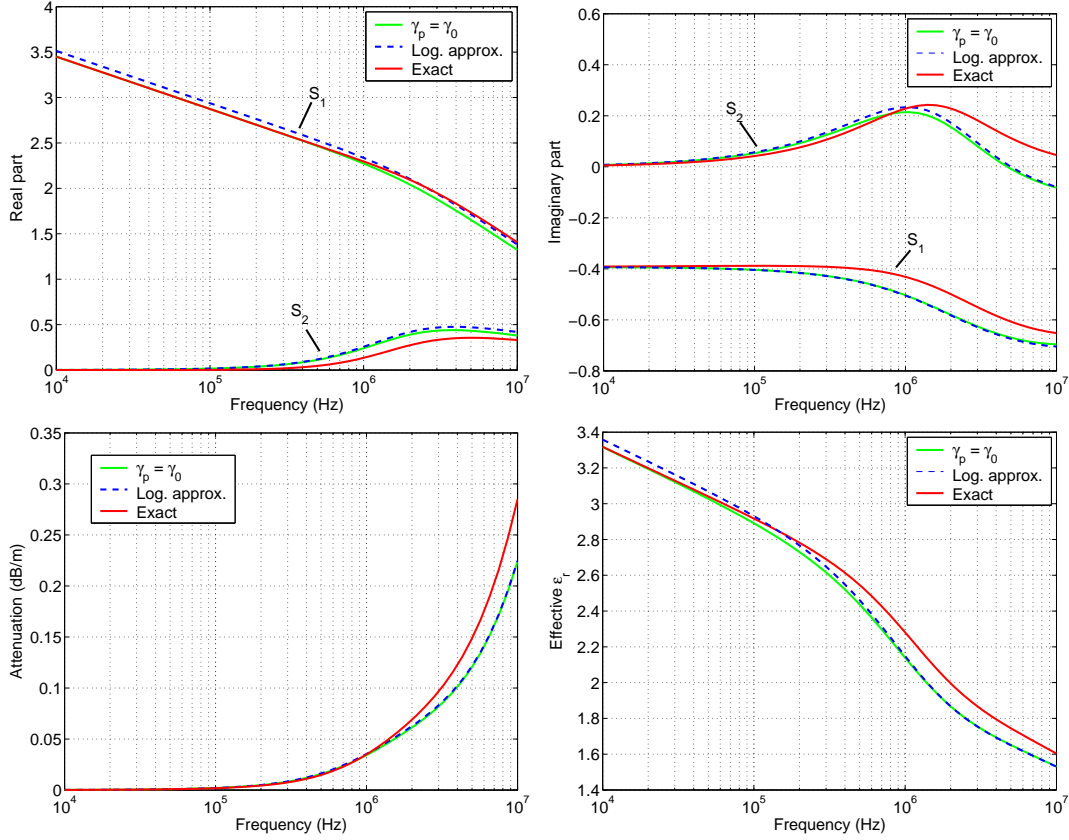 4
3.5
3
2.5
2
1.5
1
0.5
0
Real part
γp = γ0
Log. approx.
Exact
S1
S2
10^4
10^5
10^6
10^7
Frequency (Hz)
0.6
0.4
0.2
0
−0.2
−0.4
−0.6
−0.8
Imaginary part
γp = γ0
Log. approx.
Exact
S2
S1
10^4
10^5
10^6
10^7
Frequency (Hz)
0.35
0.3
0.25
0.2
0.15
0.1
0.05
0
Attenuation (dB/m)
γp = γ0
Log. approx.
Exact
10^4
10^5
10^6
10^7
Frequency (Hz)
3.4
3.2
3
2.8
2.6
2.4
2.2
2
1.8
1.6
1.4
Effective εr
γp = γ0
Log. approx.
Exact
10^4
10^5
10^6
10^7
Frequency (Hz)